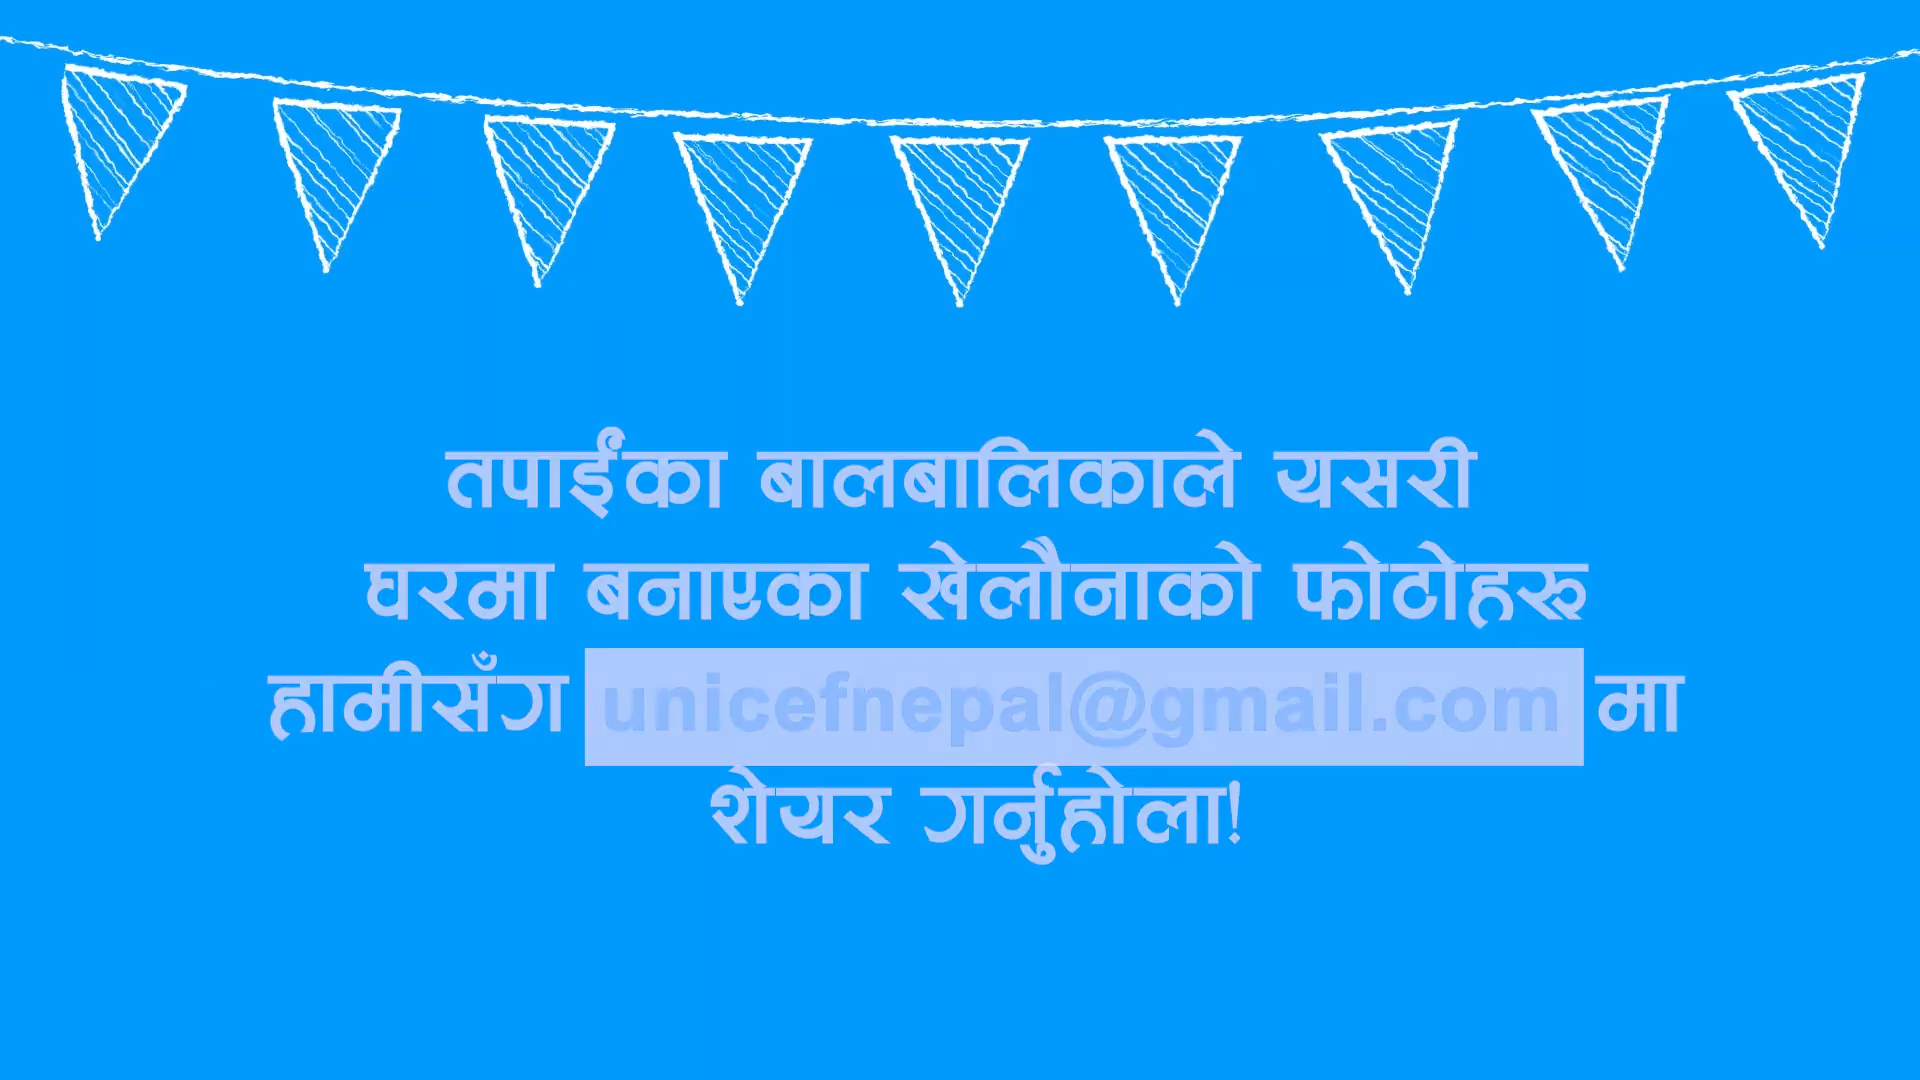 तपाईंका बालबालिकाले यसरी
घरमा बनाएका खेलौनाको फोटोहरू
हामीसँग unicefnepal@gmail.com मा
शेयर गर्नुहोला!